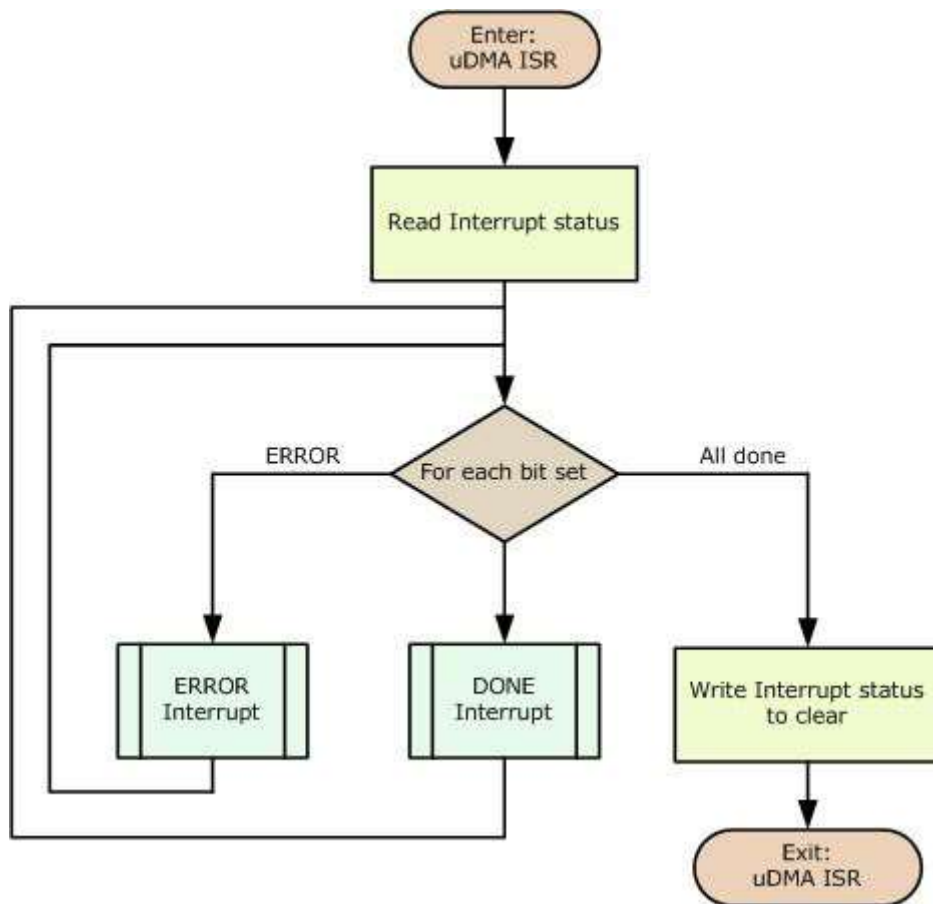 Enter:
uDMA ISR
Read Interrupt status
ERROR
For each bit set
All done
ERROR
Interrupt
DONE
Interrupt
Write Interrupt status
to clear
Exit:
uDMA ISR